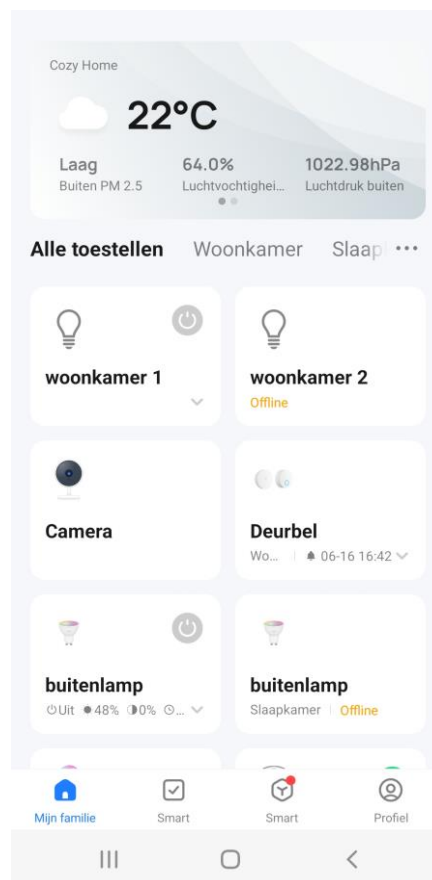 Cozy Home
22°C
Laag 64.0% 1022.98hPa
Buiten PM 2.5 Luchtvochtighei... Luchtdruk buiten
Alle toestellen Woonkamer Slaap
woonkamer 1
woonkamer 2
Offline
Camera
Deurbel
Wo... 06-16 16:42
buitenlamp
Uit 48% 0% ...
buitenlamp
Slaapkamer Offline
Mijn familie Smart Smart Profiel